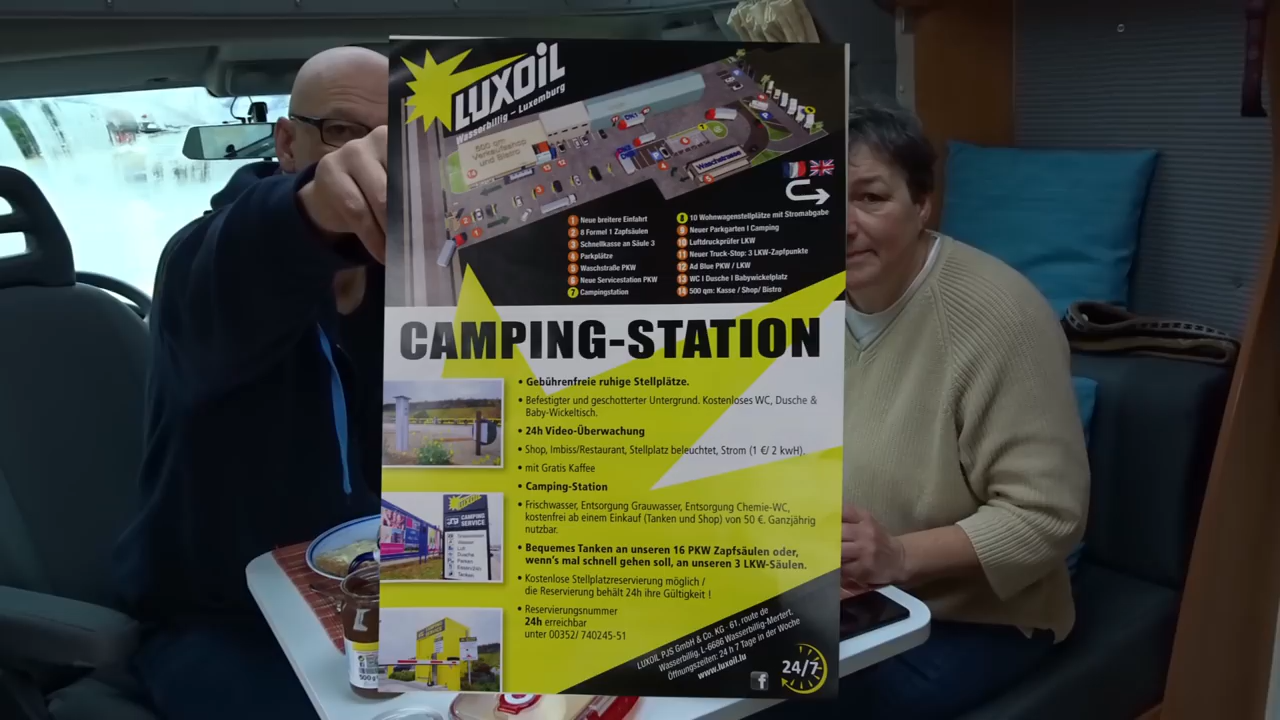 LUXOIL
Wasserbillig – Luxemburg
500 qm
Verkaufsshop
und Bistro
Waschstrasse
1 Neue breitere Einfahrt
2 8 Formel 1 Zapfsäulen
3 Schnellkasse an Säule 3
4 Parkplätze
5 Waschstraße PKW
6 Neue Servicestation PKW
7 Campingstation
8 10 Wohnwagenstellplätze mit Stromabgabe
9 Neuer Parkgarten I Camping
10 Luftdruckprüfer LKW
11 Neuer Truck-Stop: 3 LKW-Zapfpunkte
12 Ad Blue PKW / LKW
13 WC I Dusche I Babywickelplatz
14 500 qm: Kasse / Shop/ Bistro
CAMPING-STATION
• Gebührenfreie ruhige Stellplätze.
• Befestigter und geschotterter Untergrund. Kostenloses WC, Dusche &
Baby-Wickeltisch.
• 24h Video-Überwachung
• Shop, Imbiss/Restaurant, Stellplatz beleuchtet, Strom (1 €/ 2 kwH).
• mit Gratis Kaffee
• Camping-Station
• Frischwasser, Entsorgung Grauwasser, Entsorgung Chemie-WC,
kostenfrei ab einem Einkauf (Tanken und Shop) von 50 €. Ganzjährig
nutzbar.
• Bequemes Tanken an unseren 16 PKW Zapfsäulen oder,
wenn's mal schnell gehen soll, an unseren 3 LKW-Säulen.
• Kostenlose Stellplatzreservierung möglich /
die Reservierung behält 24h ihre Gültigkeit !
• Reservierungsnummer
24h erreichbar
unter 00352/ 740245-51
CAMPING
SERVICE
LUXOIL PJS GmbH & Co. KG - 61, route de
Wasserbillig, L-6686 Wasserbillig-Mertert.
Öffnungszeiten: 24 h 7 Tage in der Woche
www.luxoil.lu
f
24/7
500 g